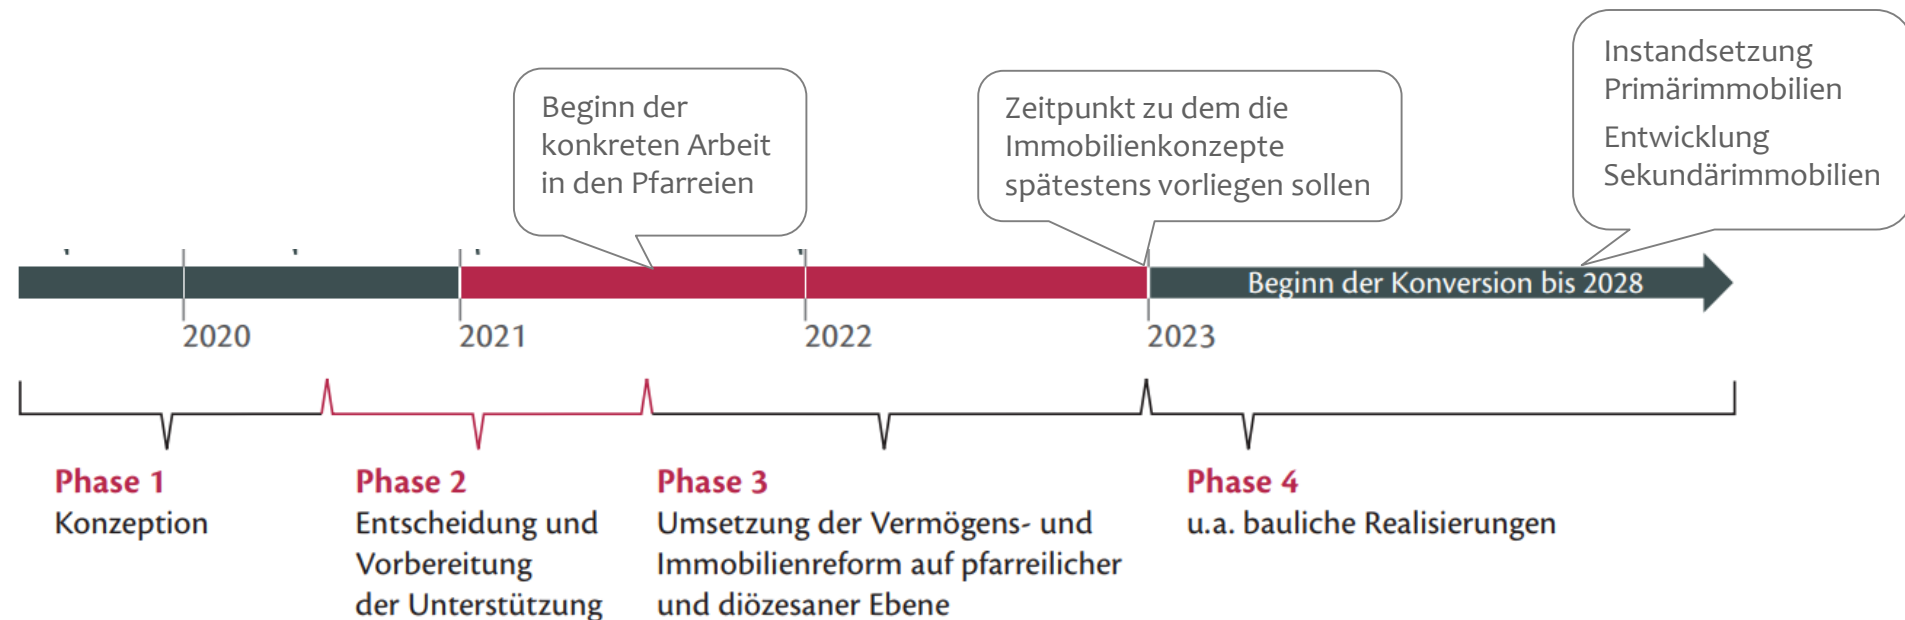 Beginn der
konkreten Arbeit
in den Pfarreien
Zeitpunkt zu dem die
Immobilienkonzepte
spätestens vorliegen sollen
Instandsetzung
Primärimmobilien
Entwicklung
Sekundärimmobilien
Beginn der Konversion bis 2028
2020
2021
2022
2023
Phase 1
Konzeption
Phase 2
Entscheidung und
Vorbereitung
der Unterstützung
Phase 3
Umsetzung der Vermögens- und
Immobilienreform auf pfarreilicher
und diözesaner Ebene
Phase 4
u.a. bauliche Realisierungen